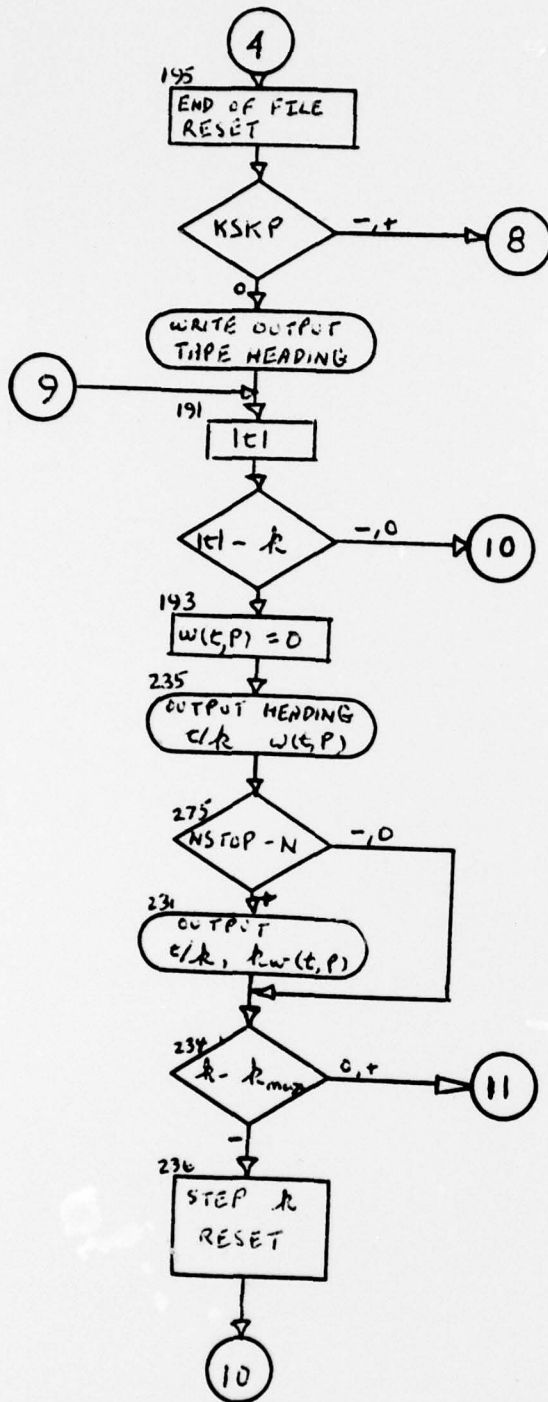 4
195
END OF FILE
RESET
KSKP
-,+
8
0
WRITE OUTPUT
TAPE HEADING
9
191
|t|
|t| - k
-,0
10
193
w(t,P) = 0
235
OUTPUT HEADING
t/k w(t,P)
275
NSTOP - N
-,0
+
231
OUTPUT
t/k, kw(t,P)
234
k - kmax
0,+
11
-
236
STEP k
RESET
10